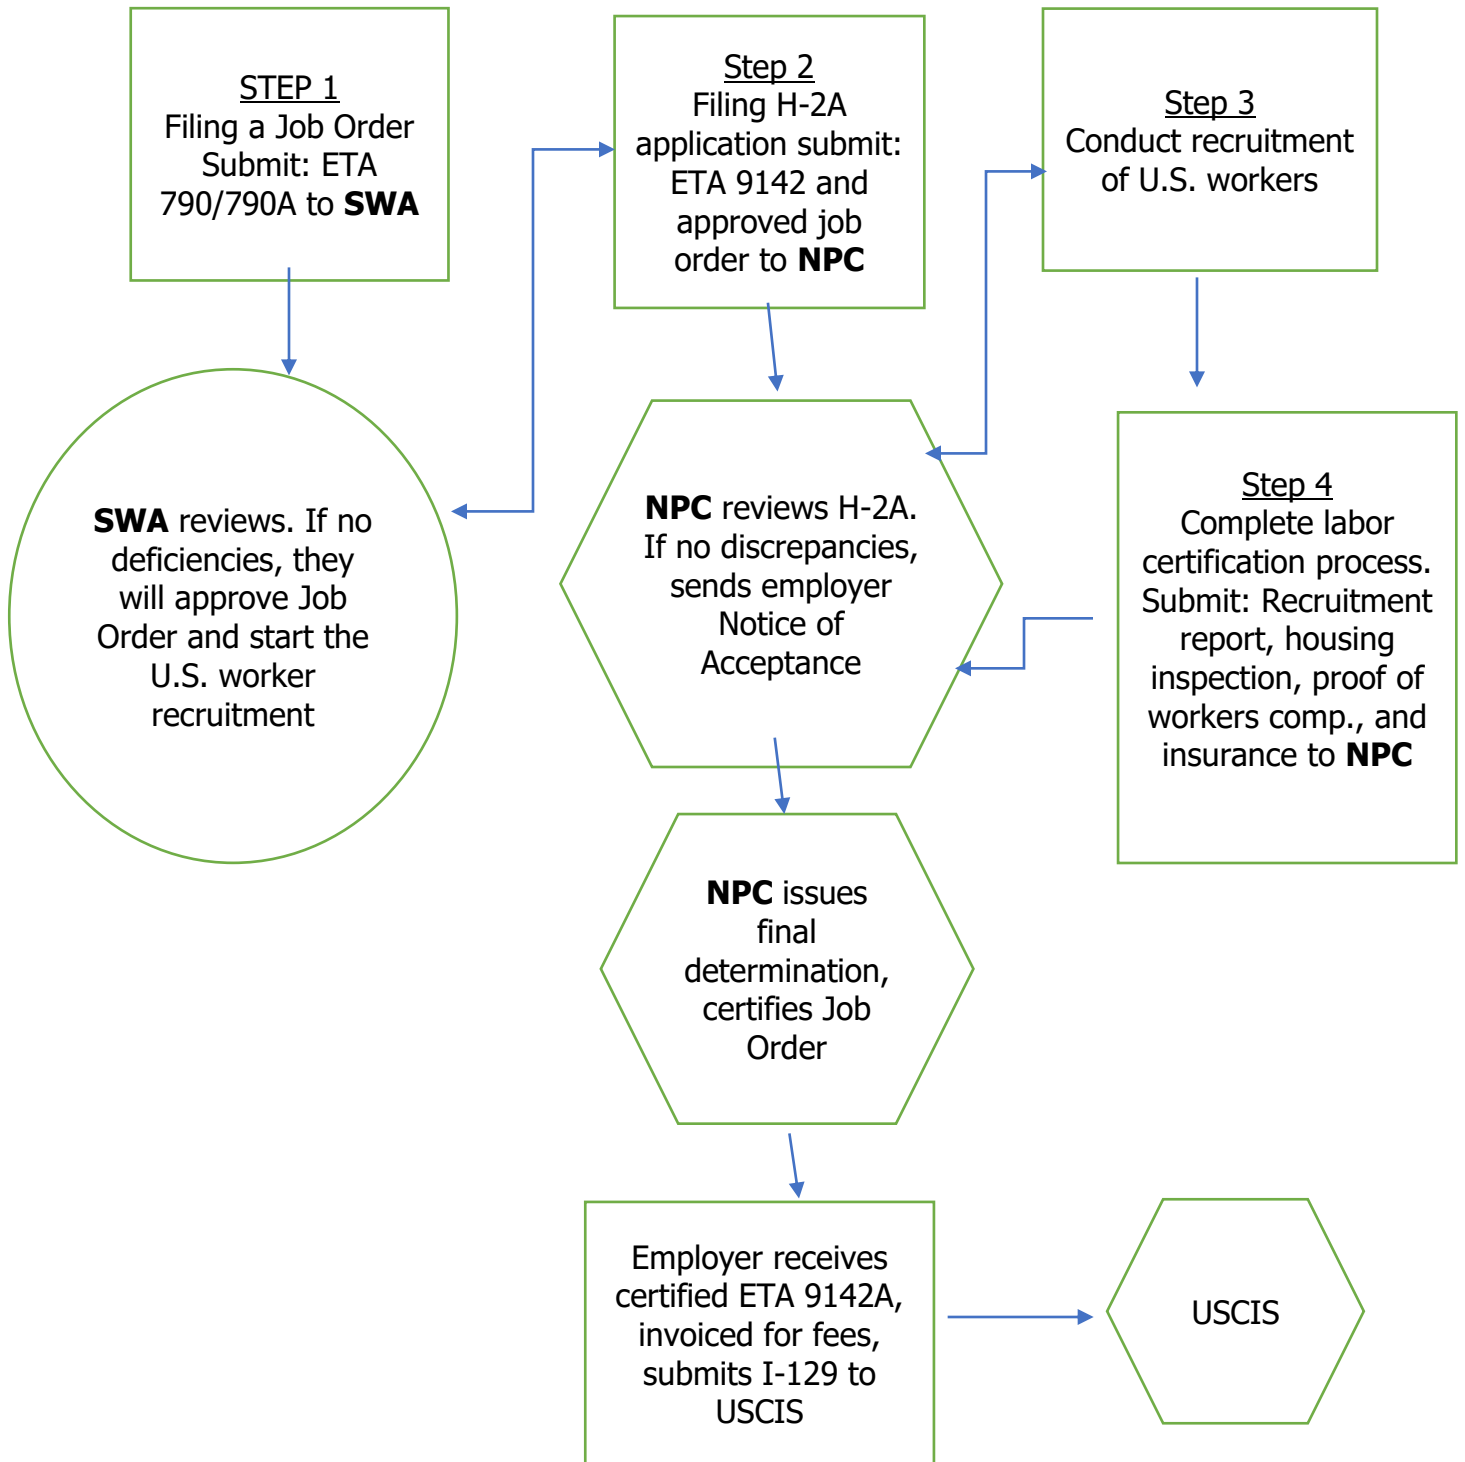 STEP 1
Filing a Job Order
Submit: ETA
790/790A to SWA
Step 2
Filing H-2A
application submit:
ETA 9142 and
approved job
order to NPC
Step 3
Conduct recruitment
of U.S. workers
SWA reviews. If no
deficiencies, they
will approve Job
Order and start the
U.S. worker
recruitment
NPC reviews H-2A.
If no discrepancies,
sends employer
Notice of
Acceptance
Step 4
Complete labor
certification process.
Submit: Recruitment
report, housing
inspection, proof of
workers comp., and
insurance to NPC
NPC issues
final
determination,
certifies Job
Order
Employer receives
certified ETA 9142A,
invoiced for fees,
submits I-129 to
USCIS
USCIS